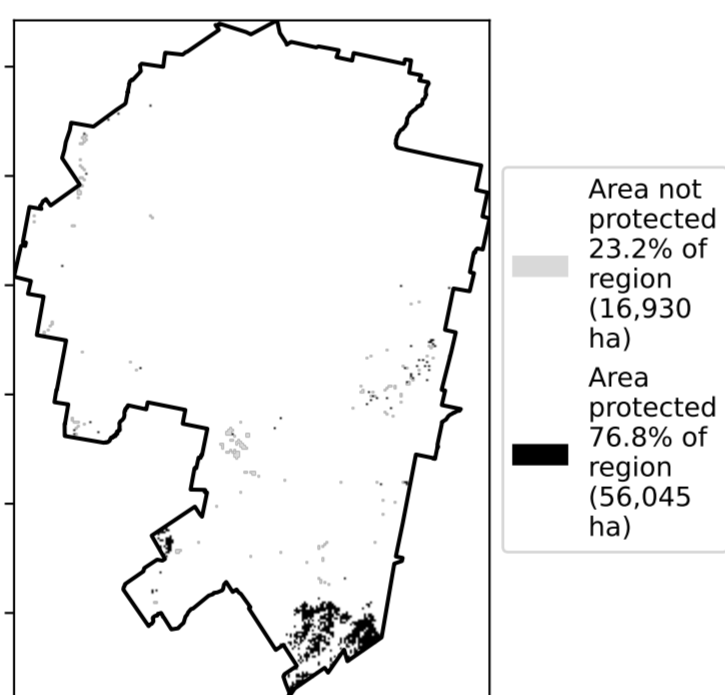 Area not
protected
23.2% of
region
(16,930
ha)
Area
protected
76.8% of
region
(56,045
ha)